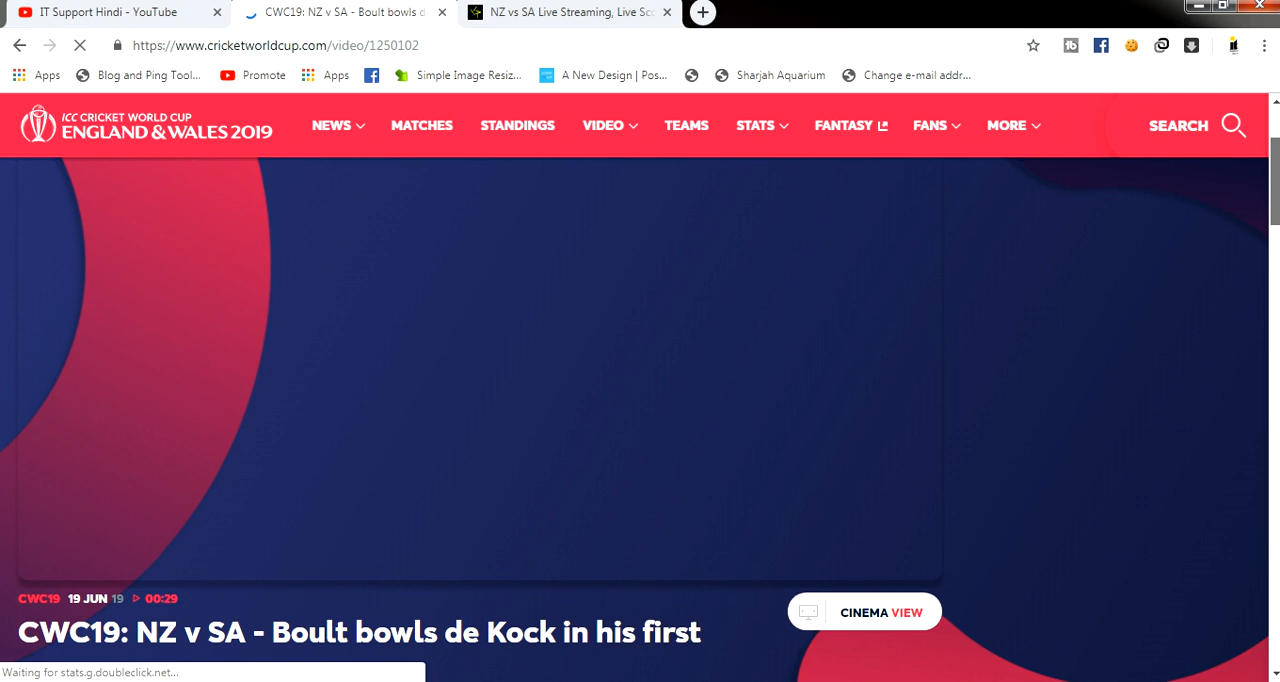 IT Support Hindi - YouTube
CWC19: NZ v SA - Boult bowls d
NZ vs SA Live Streaming, Live Sc
https://www.cricketworldcup.com/video/1250102
Apps
Blog and Ping Tool...
Promote
Apps
Simple Image Resiz...
A New Design | Pos...
Sharjah Aquarium
Change e-mail addr...
ICC CRICKET WORLD CUP
ENGLAND & WALES 2019
NEWS
MATCHES
STANDINGS
VIDEO
TEAMS
STATS
FANTASY
FANS
MORE
SEARCH
CWC19 19 JUN 19 00:29
CINEMA VIEW
CWC19: NZ v SA - Boult bowls de Kock in his first
Waiting for stats.g.doubleclick.net...